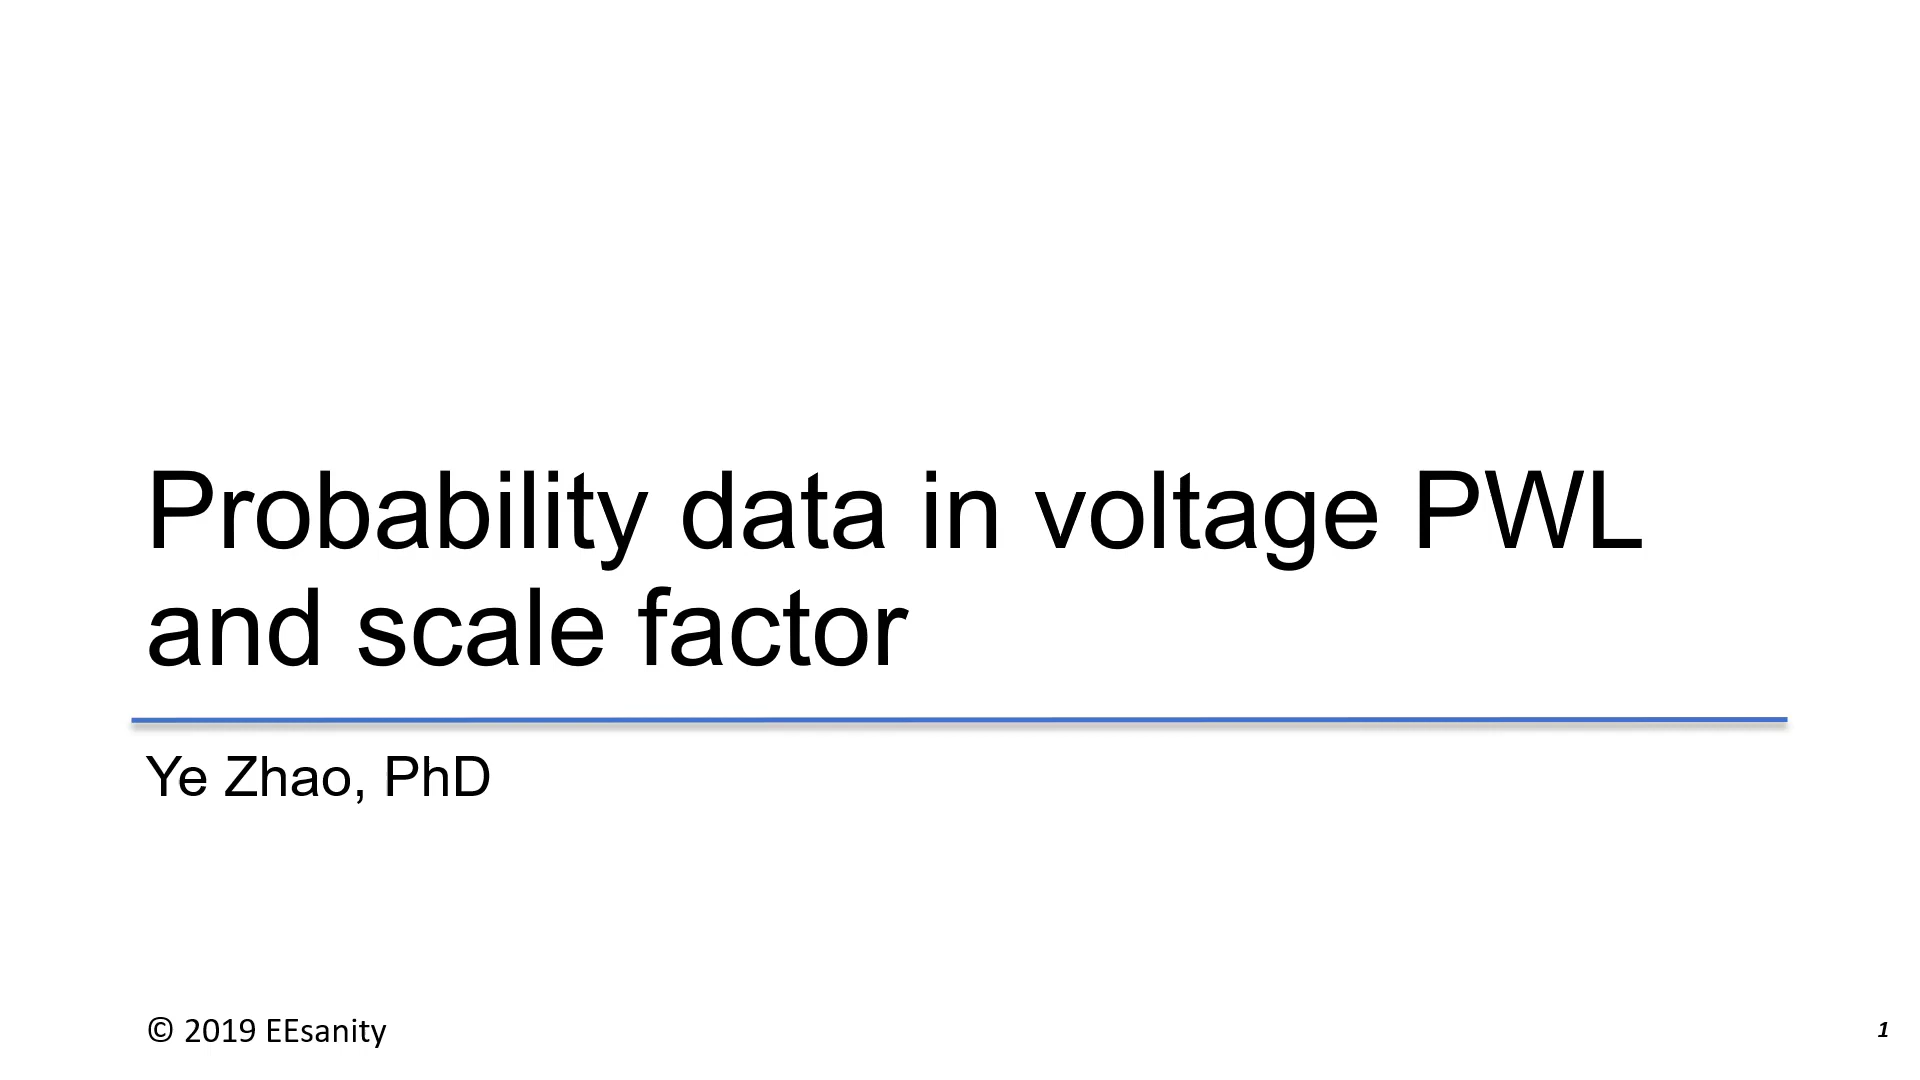 Probability data in voltage PWL
and scale factor
Ye Zhao, PhD
© 2019 EEsanity
1